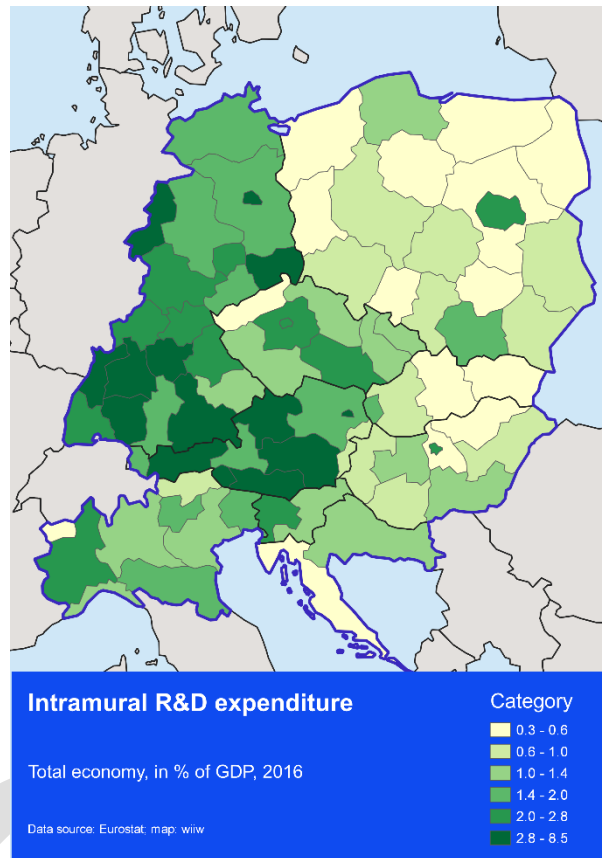 Intramural R&D expenditure
Total economy, in % of GDP, 2016
Data source: Eurostat; map: wiiw
Category
0.3 - 0.6
0.6 - 1.0
1.0 - 1.4
1.4 - 2.0
2.0 - 2.8
2.8 - 8.5